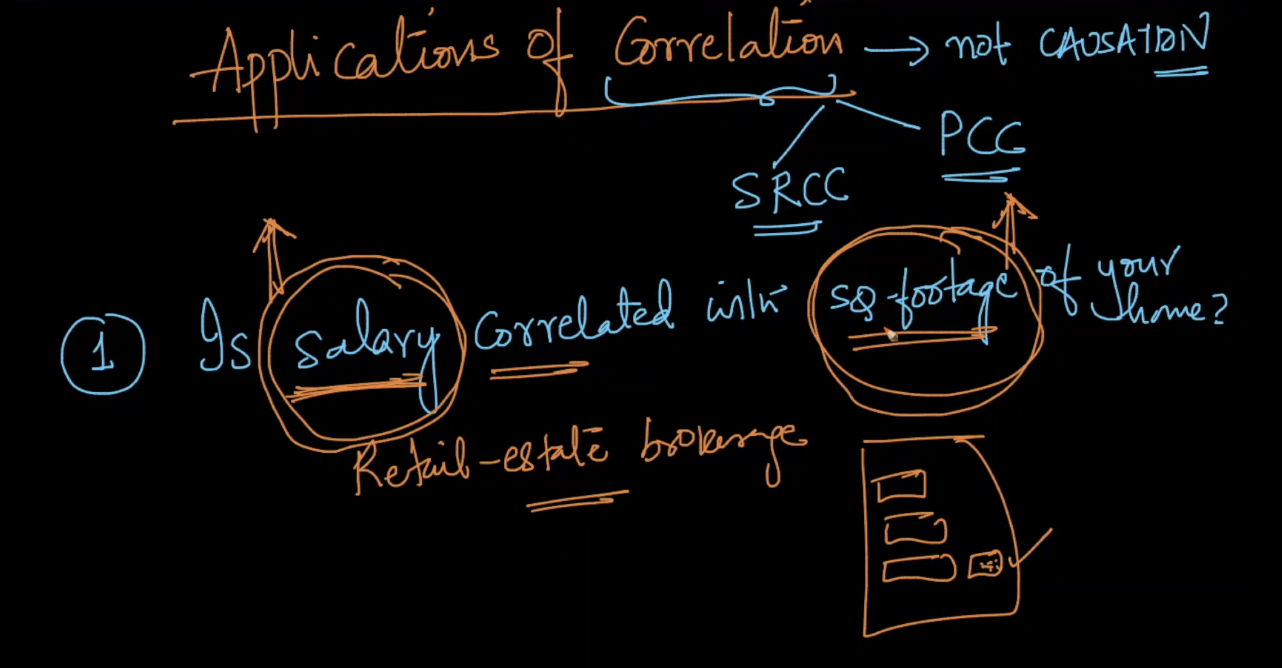 Applications of Correlation → not CAUSATION
PCC
SRCC
1 Is salary correlated with sq-footage of your home?
Retail-estate brokerage